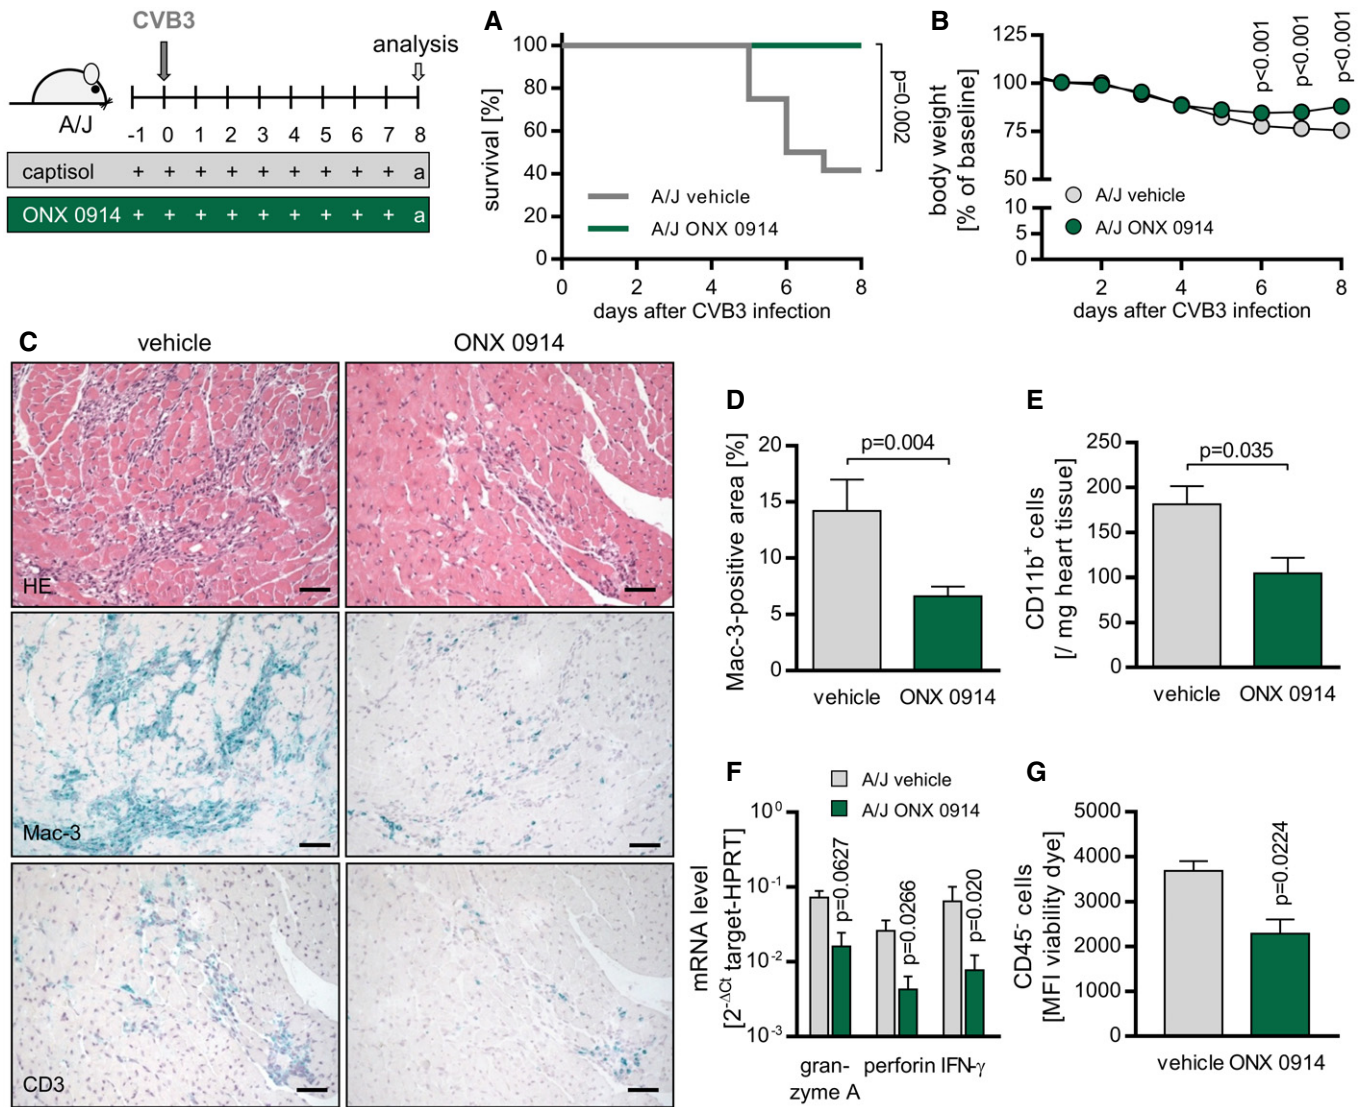 CVB3
analysis
A/J
-1 0 1 2 3 4 5 6 7 8
captisol + + + + + + + + + a
ONX 0914 + + + + + + + + + a
A
survival [%]
100
80
60
40
20
0
0 2 4 6 8
days after CVB3 infection
A/J vehicle
A/J ONX 0914
p=0.002
B
body weight
[% of baseline]
125
100
75
50
10
5
0
2 4 6 8
days after CVB3 infection
p<0.001
p<0.001
p<0.001
A/J vehicle
A/J ONX 0914
C
vehicle ONX 0914
HE
Mac-3
CD3
D
Mac-3-positive area [%]
20
15
10
5
0
p=0.004
vehicle ONX 0914
E
CD11b⁺ cells
[/ mg heart tissue]
250
200
150
100
50
0
p=0.035
vehicle ONX 0914
F
A/J vehicle
A/J ONX 0914
mRNA level
[2⁻ΔCt target-HPRT]
10⁰
10⁻¹
10⁻²
10⁻³
p=0.0627
p=0.0266
p=0.020
gran- perforin IFN-γ
zyme A
G
CD45⁻ cells
[MFI viability dye]
5000
4000
3000
2000
1000
0
p=0.0224
vehicle ONX 0914